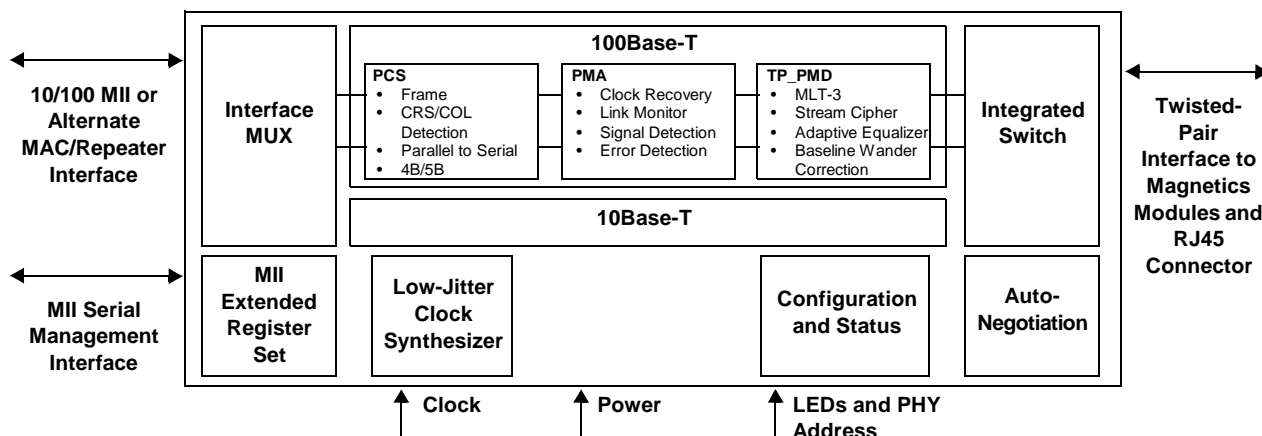 10/100 MII or
Alternate
MAC/Repeater
Interface
MII Serial
Management
Interface
Interface
MUX
100Base-T
PCS
• Frame
• CRS/COL
Detection
• Parallel to Serial
• 4B/5B
PMA
• Clock Recovery
• Link Monitor
• Signal Detection
• Error Detection
TP_PMD
• MLT-3
• Stream Cipher
• Adaptive Equalizer
• Baseline Wander
Correction
10Base-T
Integrated
Switch
Twisted-
Pair
Interface to
Magnetics
Modules and
RJ45
Connector
MII
Extended
Register
Set
Low-Jitter
Clock
Synthesizer
Configuration
and Status
Auto-
Negotiation
Clock
Power
LEDs and PHY
Address